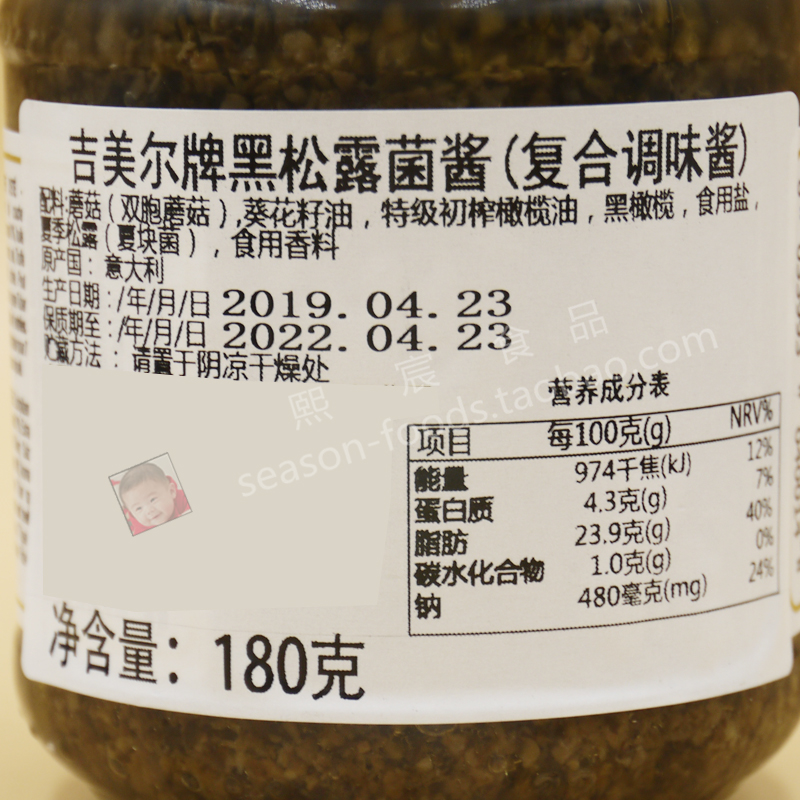 吉美尔牌黑松露菌酱(复合调味酱)
配料:蘑菇(双胞蘑菇),葵花籽油,特级初榨橄榄油,黑橄榄,食用盐,
夏季松露(夏块菌),食用香料
原产国:意大利
生产日期:/年/月/日 2019.04.23
保质期至:/年/月/日 2022.04.23
贮藏方法:请置于阴凉干燥处
熙宸食品
season-foods.taobao.com
营养成分表
项目 每100克(g) NRV%
能量 974千焦(kJ) 12%
蛋白质 4.3克(g) 7%
脂肪 23.9克(g) 40%
碳水化合物 1.0克(g) 0%
钠 480毫克(mg) 24%
净含量:180克